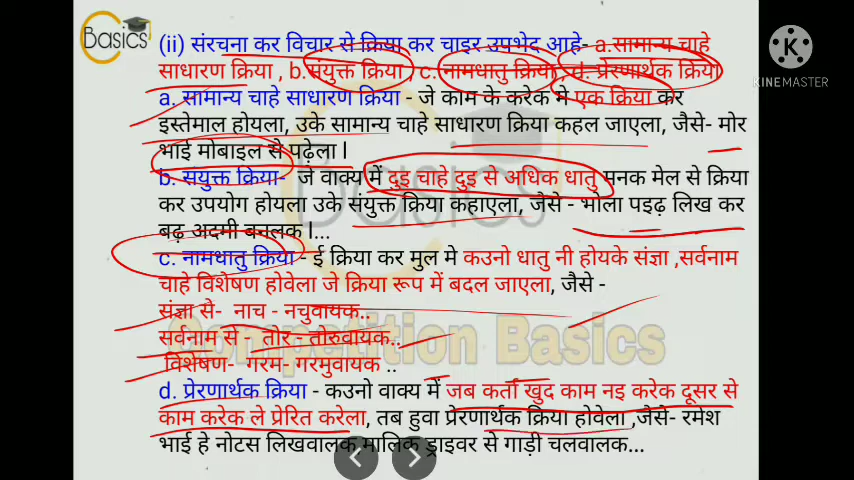 Basics
(ii) संरचना कर विचार से क्रिया कर चाइर उपभेद आहे- a.सामान्य चाहे
साधारण क्रिया , b.संयुक्त क्रिया , c. नामधातु क्रिया , d. प्रेरणार्थक क्रिया
a. सामान्य चाहे साधारण क्रिया - जे काम के करेक मे एक क्रिया कर
इस्तेमाल होयला, उके सामान्य चाहे साधारण क्रिया कहल जाएला, जैसे- मोर
भाई मोबाइल से पढ़ेला l
b. संयुक्त क्रिया- जे वाक्य में दुइ चाहे दुइ से अधिक धातु मनक मेल से क्रिया
कर उपयोग होयला उके संयुक्त क्रिया कहाएला, जैसे - भोला पइढ़ लिख कर
बढ़ अदमी बनलक l...
c. नामधातु क्रिया - ई क्रिया कर मुल मे कउनो धातु नी होयके संज्ञा ,सर्वनाम
चाहे विशेषण होवेला जे क्रिया रूप में बदल जाएला, जैसे -
संज्ञा से- नाच - नचुवायक..
सर्वनाम से - तोर - तोरुवायक..
विशेषण- गरम- गरमुवायक ..
d. प्रेरणार्थक क्रिया - कउनो वाक्य में जब कर्ता खुद काम नइ करेक दूसर से
काम करेक ले प्रेरित करेला, तब हुवा प्रेरणार्थक क्रिया होवेला ,जैसे- रमेश
भाई हे नोटस लिखवालक,मालिक ड्राइवर से गाड़ी चलवालक...
Competition Basics
K
KINEMASTER